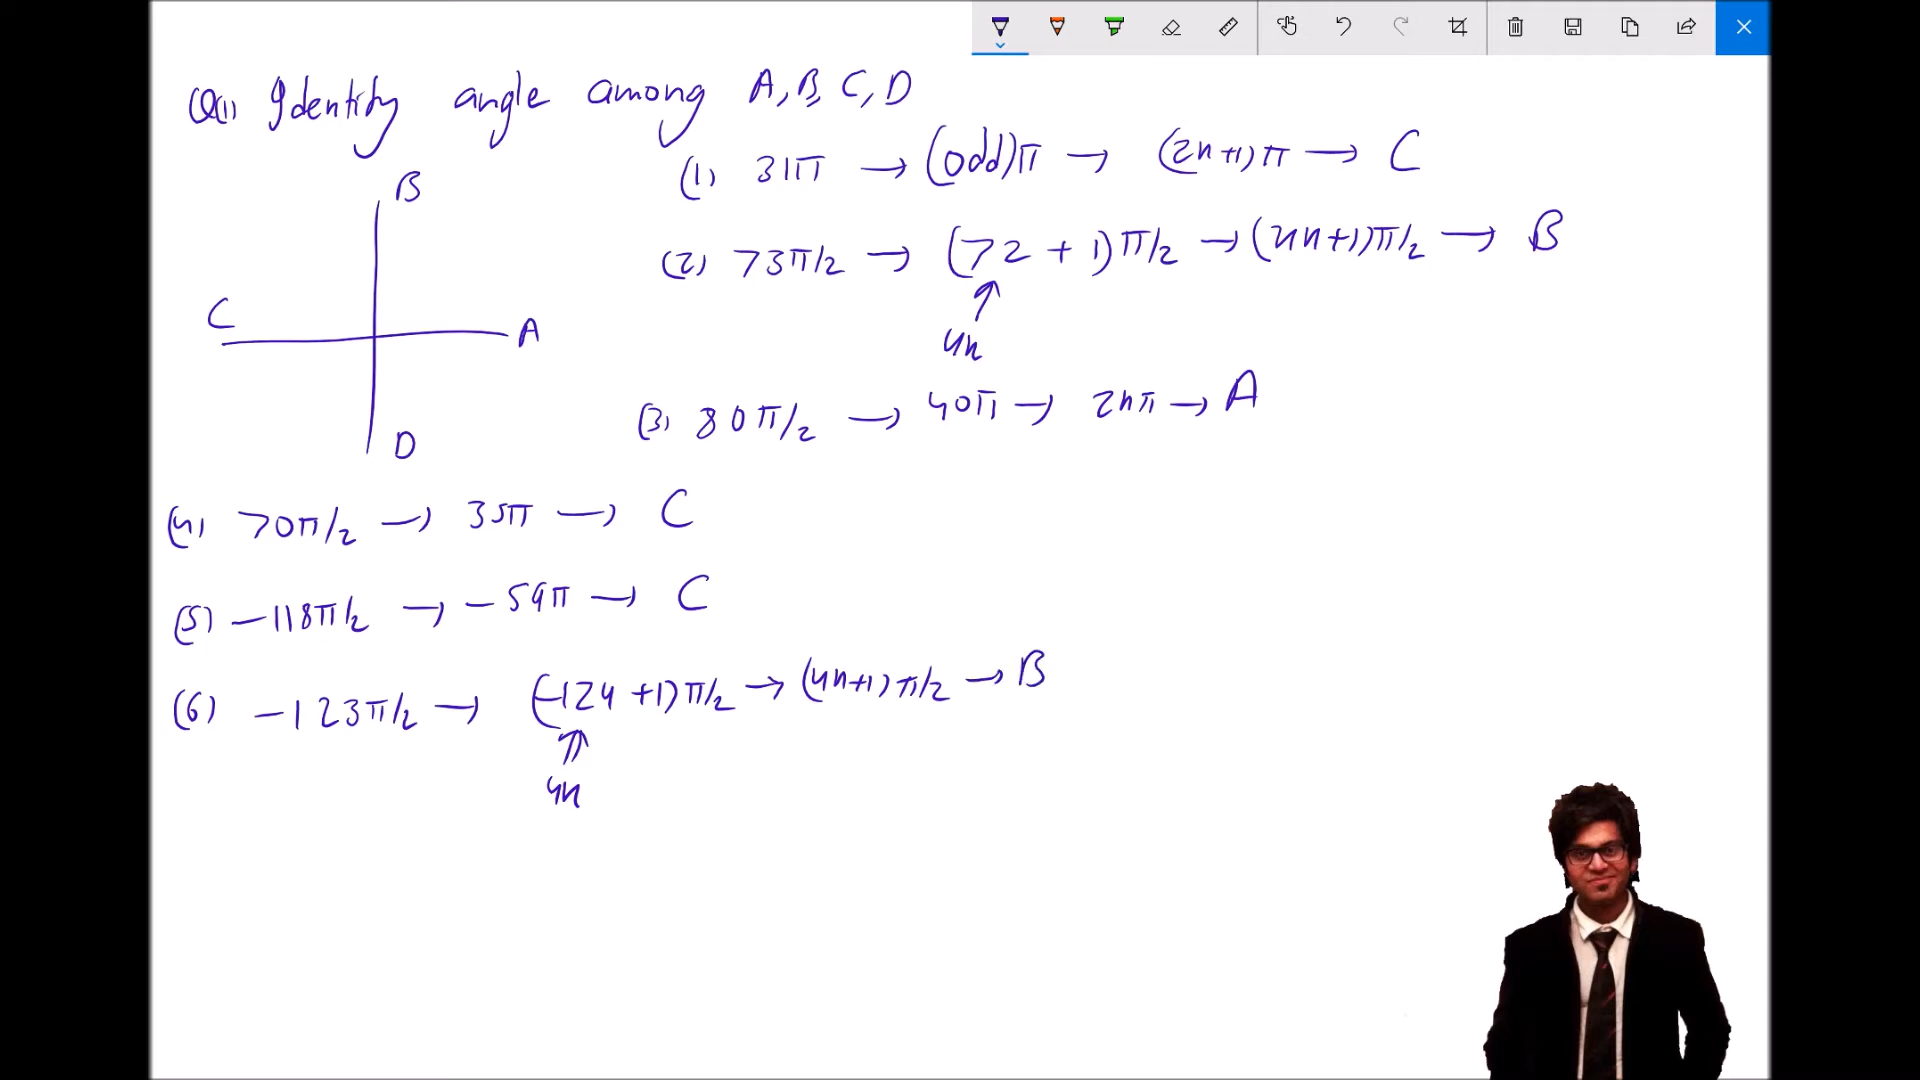 Q(1) Identify angle among A, B, C, D
(1) 31π → (odd)π → (2n+1)π → C
B
(2) 73π/2 → (72 + 1)π/2 → (4n+1)π/2 → B
4n
C
A
(3) 80π/2 → 40π → 2nπ → A
D
(4) 70π/2 → 35π → C
(5) -118π/2 → -59π → C
(6) -123π/2 → (-124 +1)π/2 → (4n+1)π/2 → B
4n